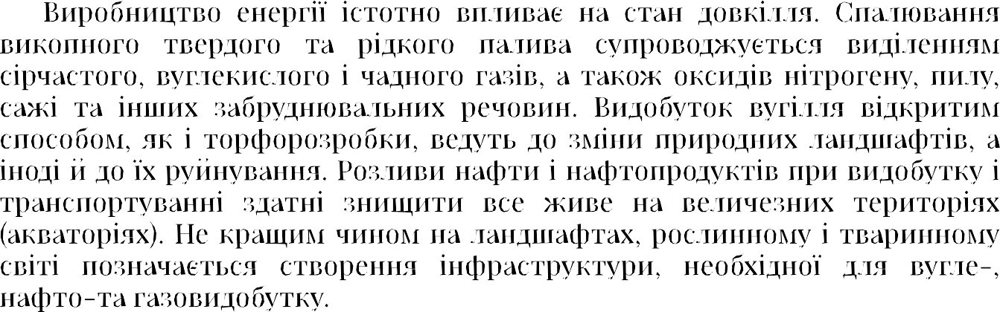 Виробництво енергії істотно впливає на стан довкілля. Спалювання
викопного твердого та рідкого палива супроводжується виділенням
сірчастого, вуглекислого і чадного газів, а також оксидів нітрогену, пилу,
сажі та інших забруднювальних речовин. Видобуток вугілля відкритим
способом, як і торфорозробки, ведуть до зміни природних ландшафтів, а
іноді й до їх руйнування. Розливи нафти і нафтопродуктів при видобутку і
транспортуванні здатні знищити все живе на величезних територіях
(акваторіях). Не кращим чином на ландшафтах, рослинному і тваринному
світі позначається створення інфраструктури, необхідної для вугле-,
нафто-та газовидобутку.